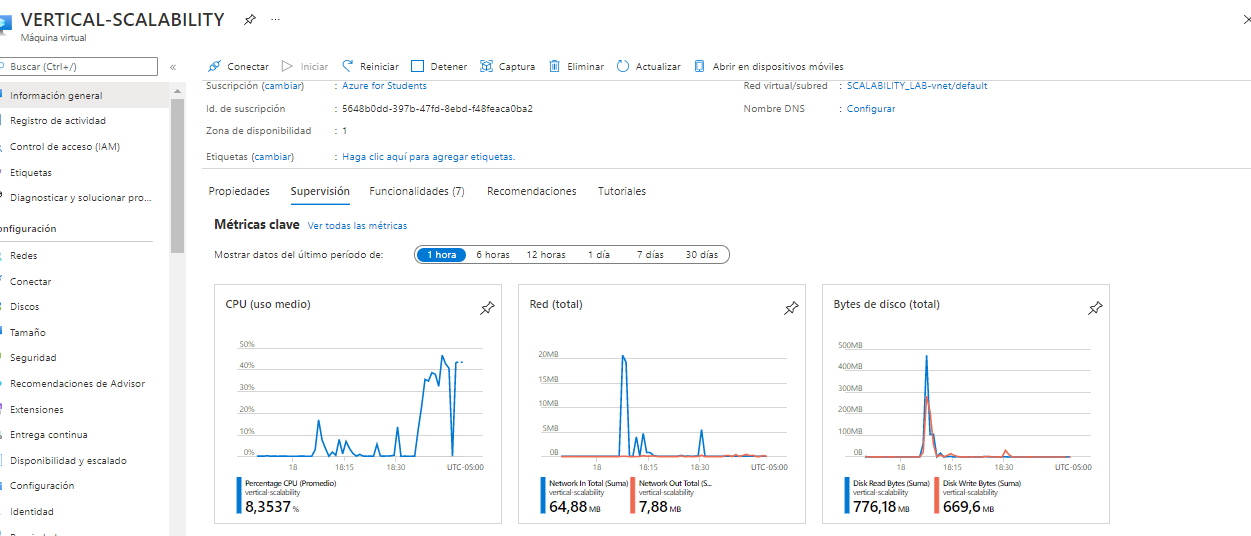 VERTICAL-SCALABILITY
Máquina virtual
Buscar (Ctrl+/)
«
Conectar Iniciar Reiniciar Detener Captura Eliminar Actualizar Abrir en dispositivos móviles
Información general
Registro de actividad
Control de acceso (IAM)
Etiquetas
Diagnosticar y solucionar pro...
onfiguración
Redes
Conectar
Discos
Tamaño
Seguridad
Recomendaciones de Advisor
Extensiones
Entrega continua
Disponibilidad y escalado
Configuración
Identidad
Suscripción (cambiar) : Azure for Students
Id. de suscripción : 5648b0dd-397b-47fd-8ebd-f48feaca0ba2
Zona de disponibilidad : 1
Etiquetas (cambiar) : Haga clic aquí para agregar etiquetas.
Red virtual/subred : SCALABILITY_LAB-vnet/default
Nombre DNS : Configurar
Propiedades Supervisión Funcionalidades (7) Recomendaciones Tutoriales
Métricas clave Ver todas las métricas
Mostrar datos del último período de: 1 hora 6 horas 12 horas 1 día 7 días 30 días
CPU (uso medio)
50%
40%
30%
20%
10%
0%
18 18:15 18:30 UTC-05:00
Percentage CPU (Promedio)
vertical-scalability
8,3537 %
Red (total)
20MB
15MB
10MB
5MB
0B
18 18:15 18:30 UTC-05:00
Network In Total (Suma) Network Out Total (S...
vertical-scalability vertical-scalability
64,88 MB 7,88 MB
Bytes de disco (total)
500MB
400MB
300MB
200MB
100MB
0B
18 18:15 18:30 UTC-05:00
Disk Read Bytes (Suma) Disk Write Bytes (Suma)
vertical-scalability vertical-scalability
776,18 MB 669,6 MB